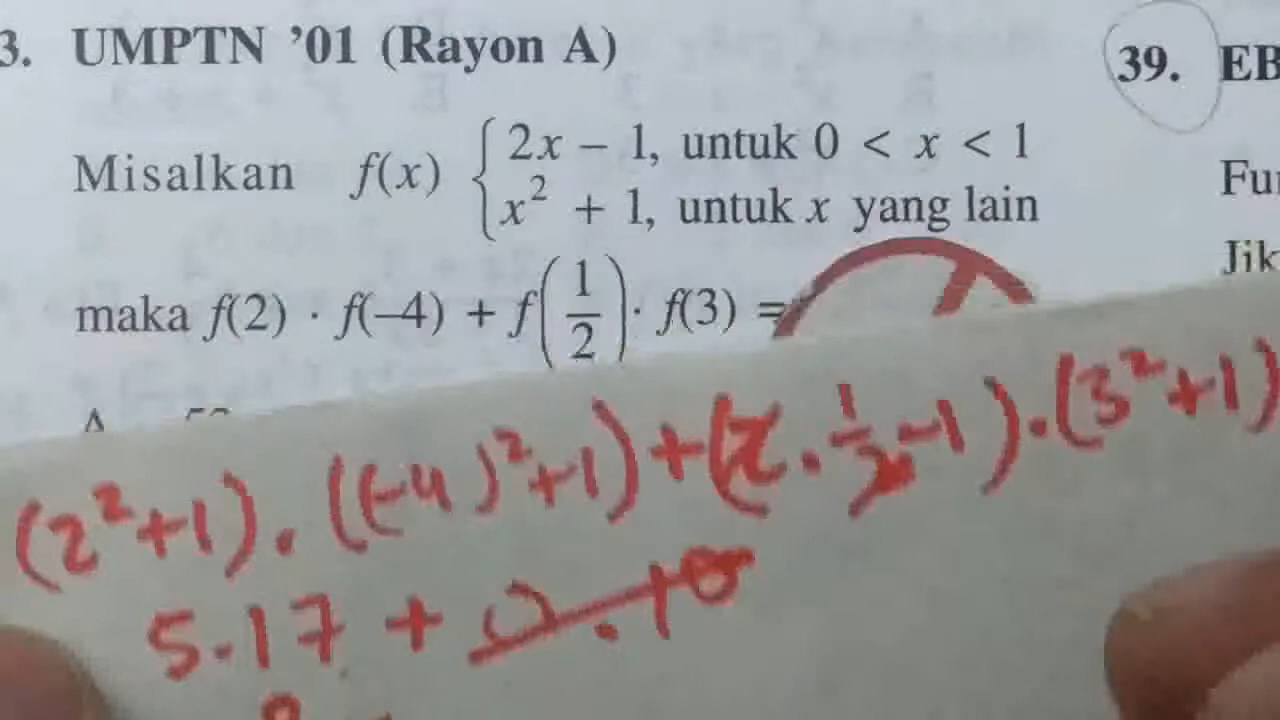 3. UMPTN ’01 (Rayon A)
39. EB
Misalkan f(x) { 2x – 1, untuk 0 < x < 1
x² + 1, untuk x yang lain
maka f(2) · f(–4) + f(1/2) · f(3) =
Fu
Jik
(2²+1).((-4)²+1)+(2.1/2-1).(3²+1)
5.17 + 0.10